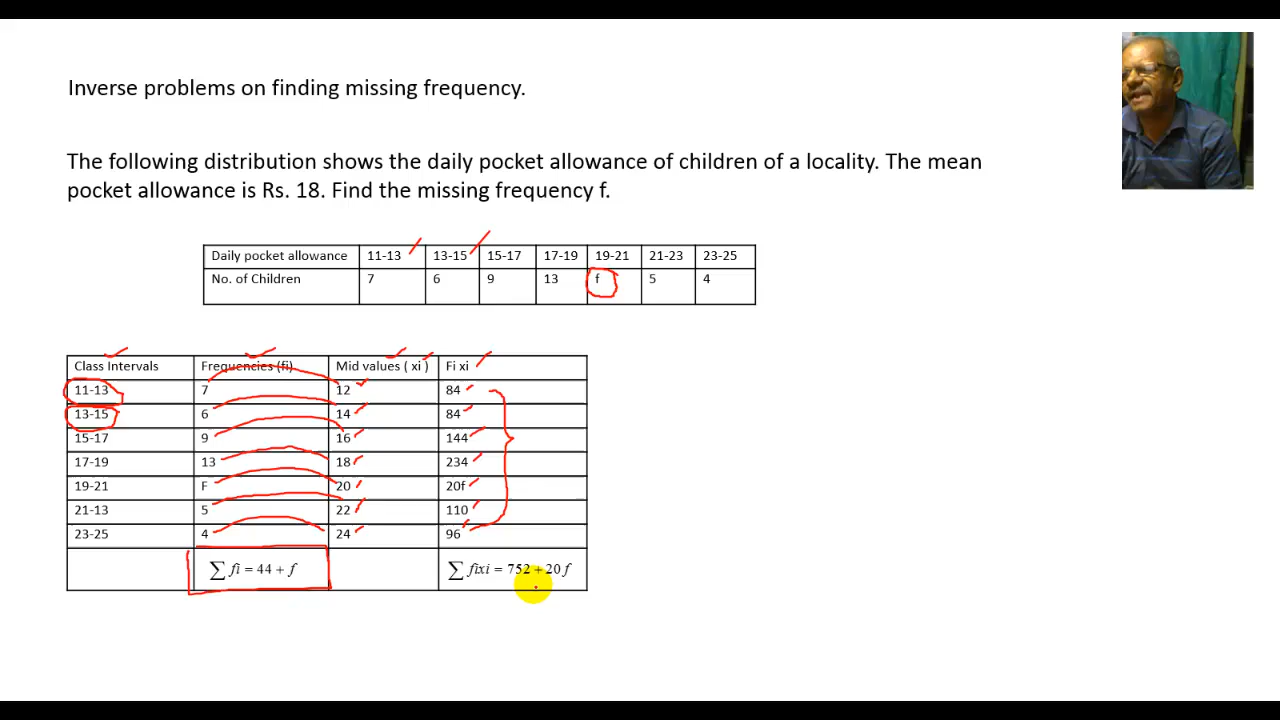 Inverse problems on finding missing frequency.
The following distribution shows the daily pocket allowance of children of a locality. The mean
pocket allowance is Rs. 18. Find the missing frequency f.
Daily pocket allowance 11-13 13-15 15-17 17-19 19-21 21-23 23-25
No. of Children 7 6 9 13 f 5 4
Class Intervals Frequencies (fi) Mid values ( xi ) Fi xi
11-13 7 12 84
13-15 6 14 84
15-17 9 16 144
17-19 13 18 234
19-21 F 20 20f
21-13 5 22 110
23-25 4 24 96
∑ fi = 44 + f ∑ fixi = 752 + 20 f